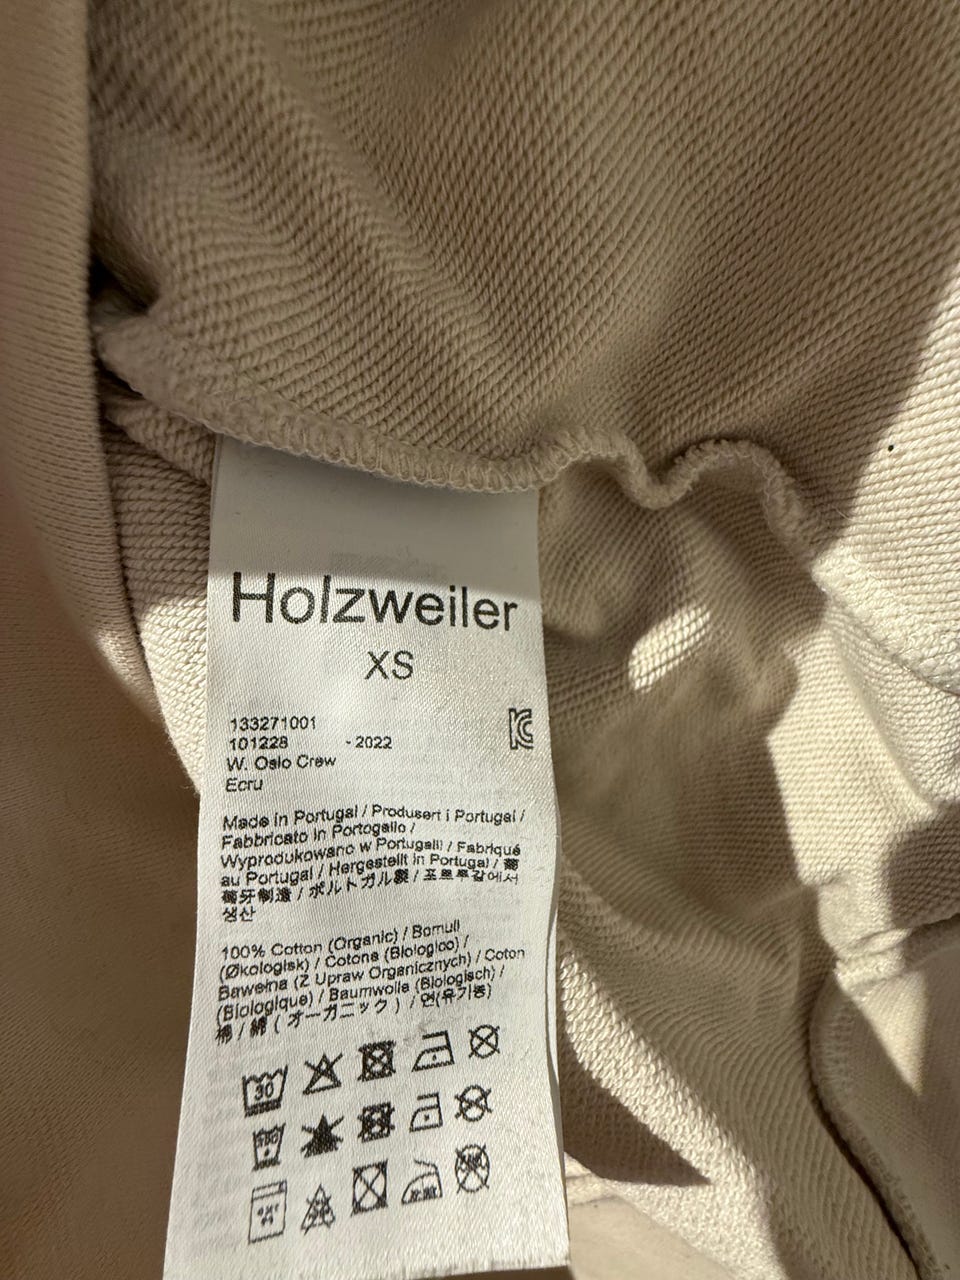 Holzweiler
XS
133271001
101228 - 2022
W. Oslo Crew
Ecru
Made in Portugal / Produsert i Portugal /
Fabbricato in Portogallo /
Wyprodukowano w Portugalii / Fabriqué
au Portugal / Hergestellt in Portugal / 葡
萄牙制造 / ポルトガル製 / 포르투갈에서
생산
100% Cotton (Organic) / Bomull
(Økologisk) / Cotone (Biologico) /
Bawełna (Z Upraw Organicznych) / Coton
(Biologique) / Baumwolle (Biologisch) /
棉 / 綿 ( オーガニック ) / 면(유기농)
30